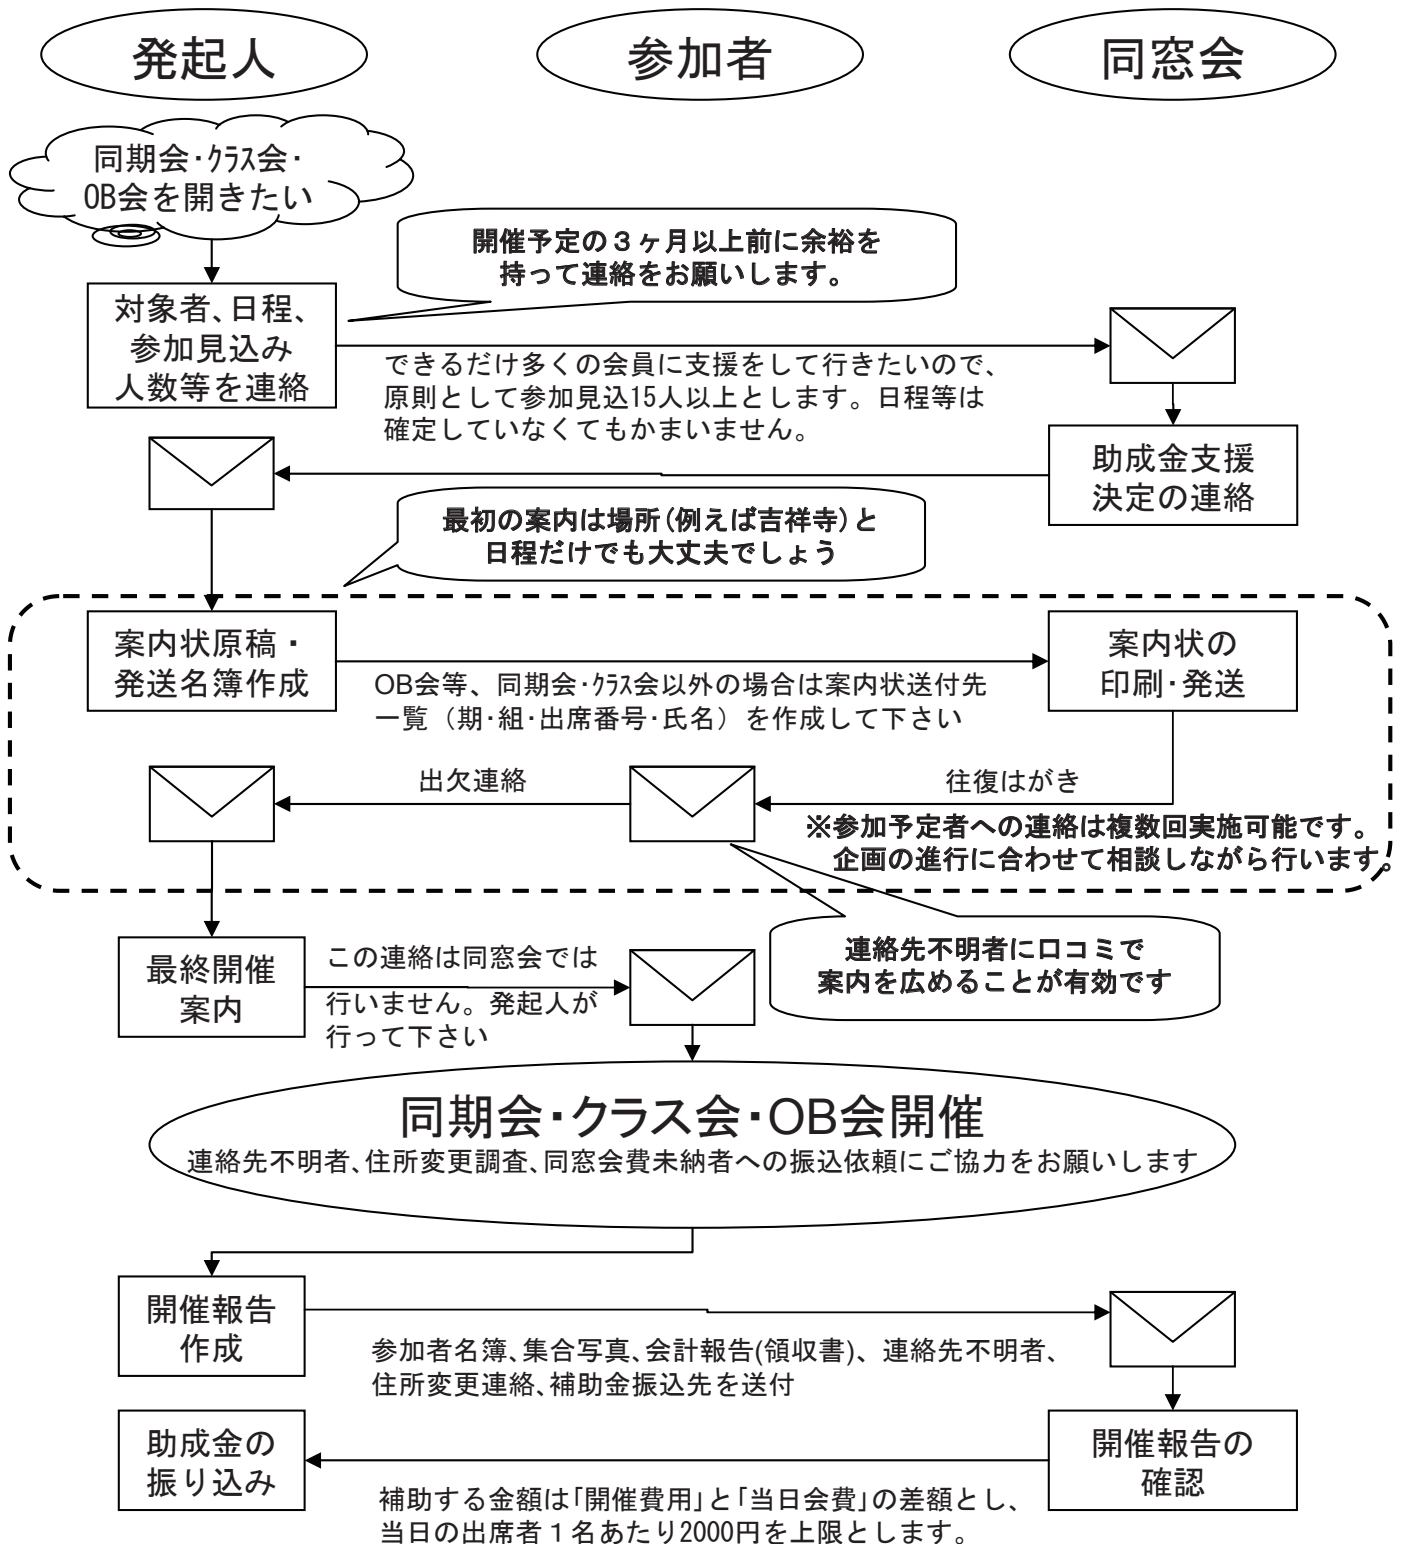 発起人
参加者
同窓会
同期会・クラス会・
OB会を開きたい
開催予定の３ヶ月以上前に余裕を
持って連絡をお願いします。
対象者、日程、
参加見込み
人数等を連絡
できるだけ多くの会員に支援をして行きたいので、
原則として参加見込15人以上とします。日程等は
確定していなくてもかまいません。
助成金支援
決定の連絡
最初の案内は場所(例えば吉祥寺)と
日程だけでも大丈夫でしょう
案内状原稿・
発送名簿作成
OB会等、同期会・クラス会以外の場合は案内状送付先
一覧（期・組・出席番号・氏名）を作成して下さい
案内状の
印刷・発送
出欠連絡
往復はがき
※参加予定者への連絡は複数回実施可能です。
企画の進行に合わせて相談しながら行います。
連絡先不明者に口コミで
案内を広めることが有効です
最終開催
案内
この連絡は同窓会では
行いません。発起人が
行って下さい
同期会・クラス会・OB会開催
連絡先不明者、住所変更調査、同窓会費未納者への振込依頼にご協力をお願いします
開催報告
作成
参加者名簿、集合写真、会計報告(領収書)、連絡先不明者、
住所変更連絡、補助金振込先を送付
開催報告の
確認
助成金の
振り込み
補助する金額は「開催費用」と「当日会費」の差額とし、
当日の出席者１名あたり2000円を上限とします。